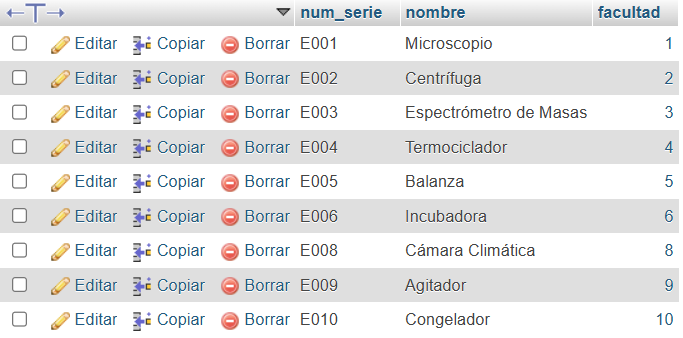 num_serie nombre facultad
Editar Copiar Borrar E001 Microscopio 1
Editar Copiar Borrar E002 Centrífuga 2
Editar Copiar Borrar E003 Espectrómetro de Masas 3
Editar Copiar Borrar E004 Termociclador 4
Editar Copiar Borrar E005 Balanza 5
Editar Copiar Borrar E006 Incubadora 6
Editar Copiar Borrar E008 Cámara Climática 8
Editar Copiar Borrar E009 Agitador 9
Editar Copiar Borrar E010 Congelador 10